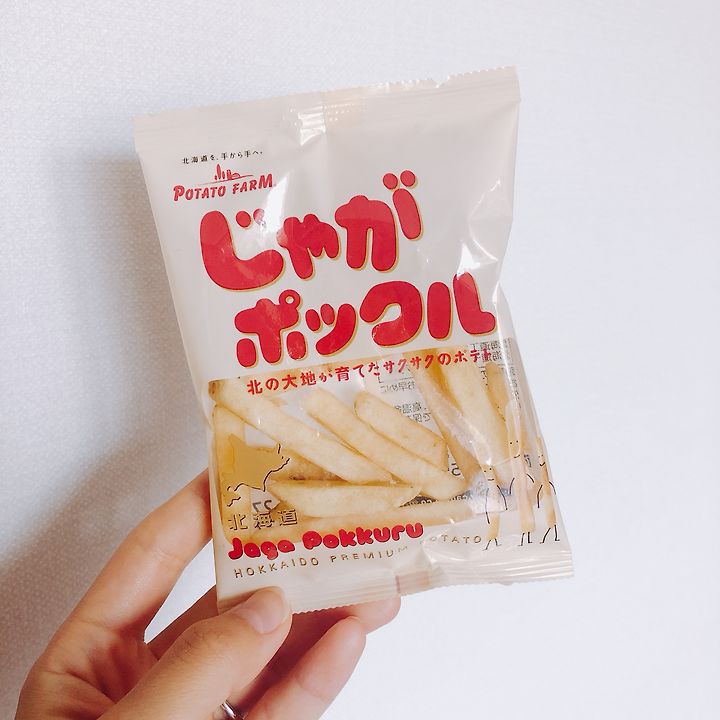 北海道を、手から手へ。
POTATO FARM
じゃが
ポックル
北の大地が育てたサクサクのポテト
北海道
Jaga Pokkuru
HOKKAIDO PREMIUM POTATO